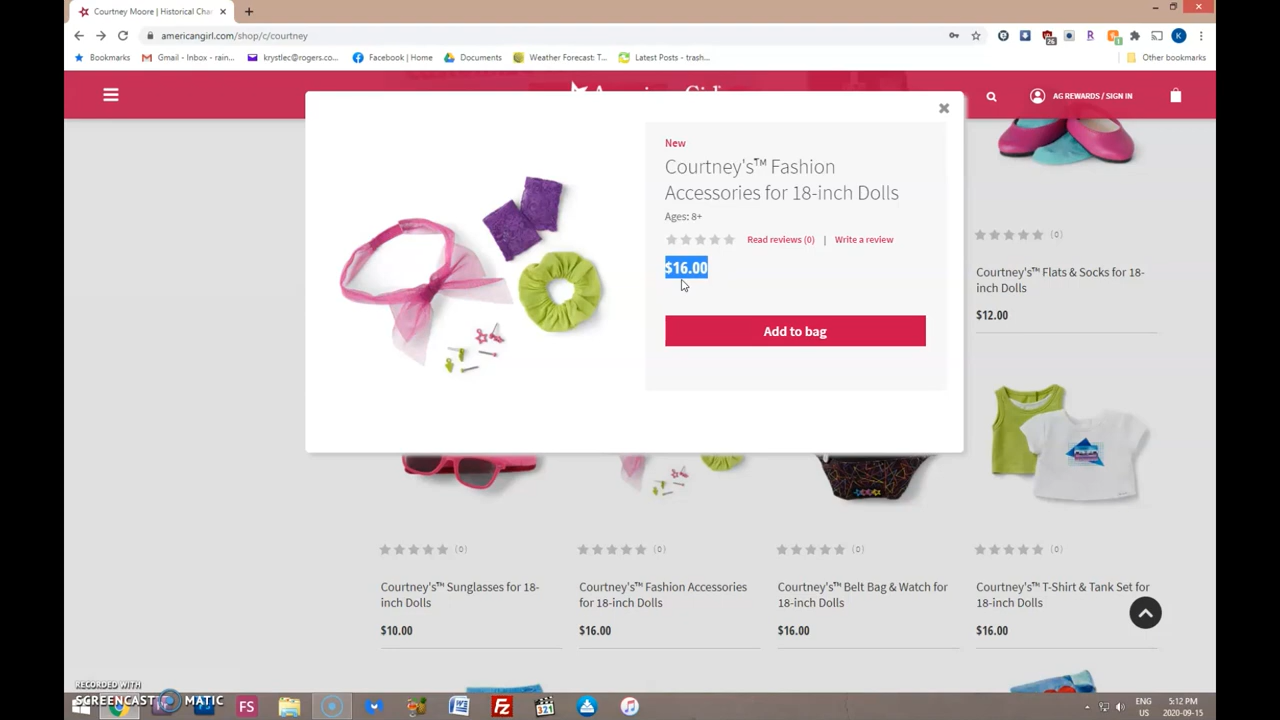 Courtney Moore | Historical Cha
americangirl.com/shop/c/courtney
Bookmarks
Gmail - Inbox - rain...
krystlec@rogers.co...
Facebook | Home
Documents
Weather Forecast: T...
Latest Posts - trash...
Other bookmarks
AG REWARDS / SIGN IN
New
Courtney's™ Fashion
Accessories for 18-inch Dolls
Ages: 8+
Read reviews (0) | Write a review
$16.00
Add to bag
(0)
Courtney's™ Flats & Socks for 18-
inch Dolls
$12.00
(0)
Courtney's™ Sunglasses for 18-
inch Dolls
$10.00
(0)
Courtney's™ Fashion Accessories
for 18-inch Dolls
$16.00
(0)
Courtney's™ Belt Bag & Watch for
18-inch Dolls
$16.00
(0)
Courtney's™ T-Shirt & Tank Set for
18-inch Dolls
$16.00
RECORDED WITH
SCREENCAST MATIC
FS
321
ENG
US
5:12 PM
2020-09-15